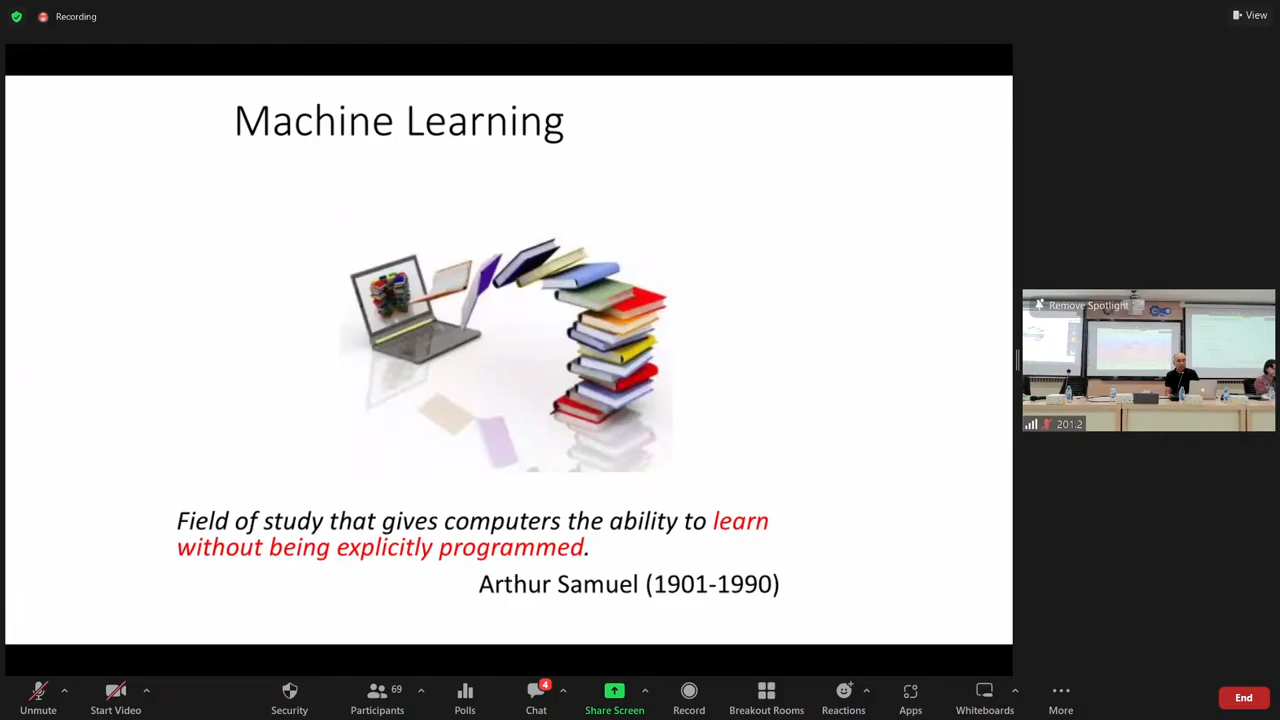 Recording
View
Machine Learning
Remove Spotlight
Field of study that gives computers the ability to learn
without being explicitly programmed.
Arthur Samuel (1901-1990)
201.2
69
4
Unmute
Start Video
Security
Participants
Polls
Chat
Share Screen
Record
Breakout Rooms
Reactions
Apps
Whiteboards
More
End